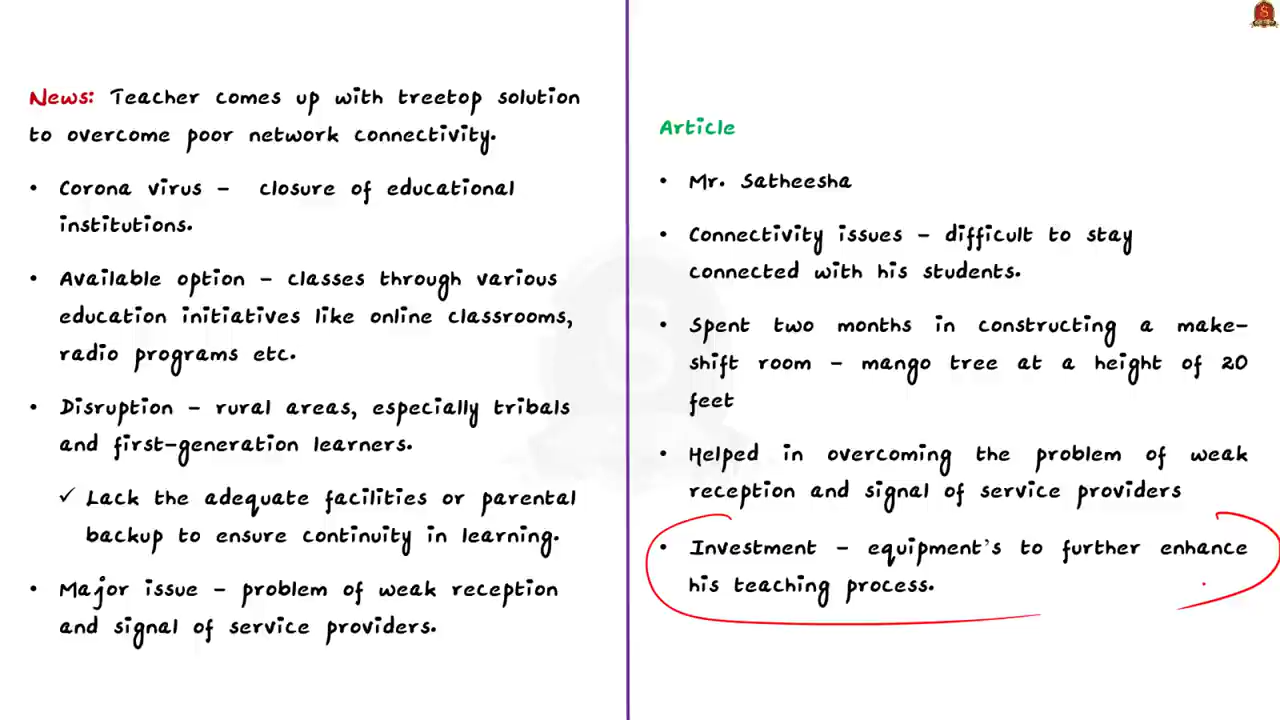 News: Teacher comes up with treetop solution
to overcome poor network connectivity.
• Corona virus – closure of educational
institutions.
• Available option – classes through various
education initiatives like online classrooms,
radio programs etc.
• Disruption – rural areas, especially tribals
and first-generation learners.
✓ Lack the adequate facilities or parental
backup to ensure continuity in learning.
• Major issue – problem of weak reception
and signal of service providers.
Article
• Mr. Satheesha
• Connectivity issues – difficult to stay
connected with his students.
• Spent two months in constructing a make-
shift room – mango tree at a height of 20
feet
• Helped in overcoming the problem of weak
reception and signal of service providers
• Investment – equipment's to further enhance
his teaching process.